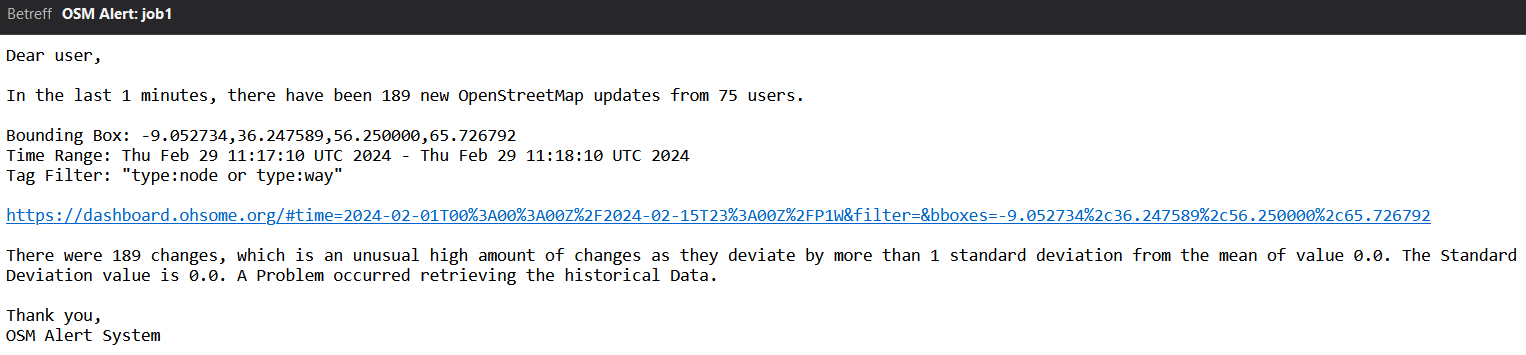 Betreff OSM Alert: job1
Dear user,
In the last 1 minutes, there have been 189 new OpenStreetMap updates from 75 users.
Bounding Box: -9.052734,36.247589,56.250000,65.726792
Time Range: Thu Feb 29 11:17:10 UTC 2024 - Thu Feb 29 11:18:10 UTC 2024
Tag Filter: "type:node or type:way"
https://dashboard.ohsome.org/#time=2024-02-01T00%3A00%3A00Z%2F2024-02-15T23%3A00Z%2FP1W&filter=&bboxes=-9.052734%2c36.247589%2c56.250000%2c65.726792
There were 189 changes, which is an unusual high amount of changes as they deviate by more than 1 standard deviation from the mean of value 0.0. The Standard
Deviation value is 0.0. A Problem occurred retrieving the historical Data.
Thank you,
OSM Alert System